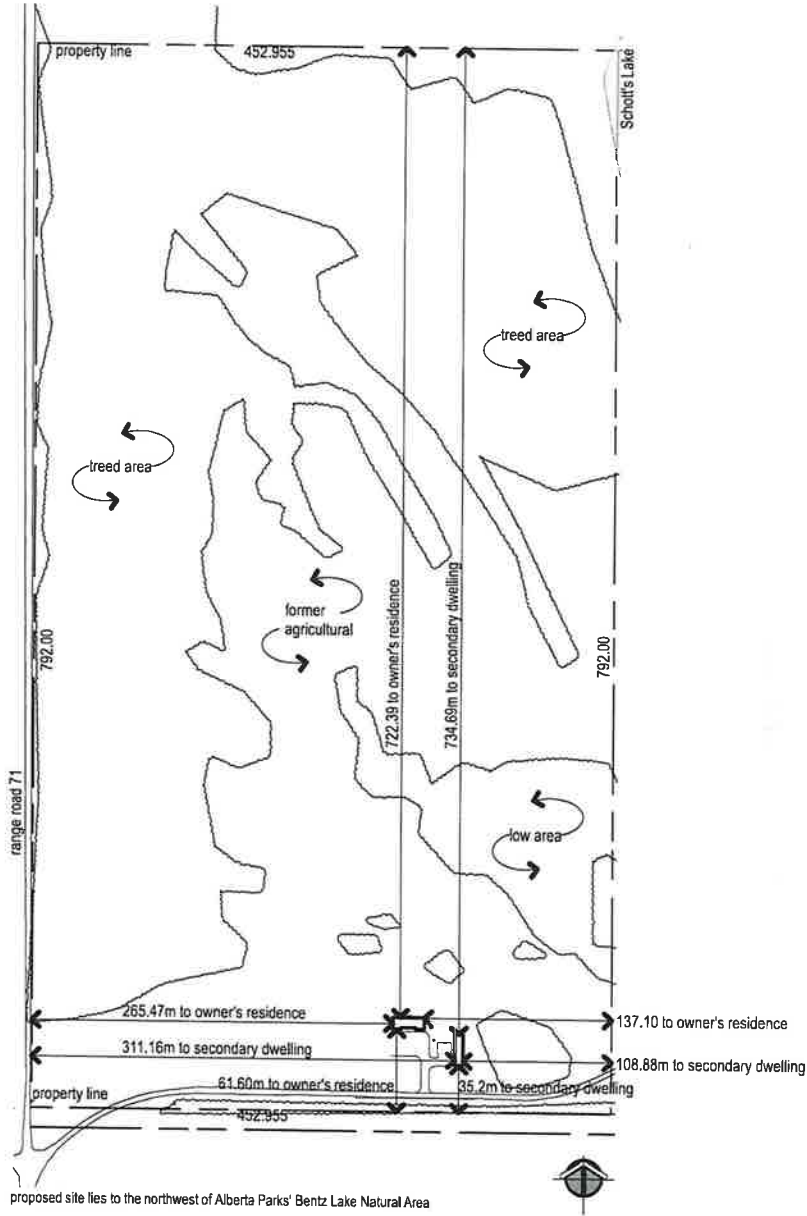 property line
452.955
Schott's Lake
treed area
treed area
former
agricultural
722.39 to owner's residence
734.69m to secondary dwelling
792.00
792.00
range road 71
low area
265.47m to owner's residence
137.10 to owner's residence
311.16m to secondary dwelling
108.88m to secondary dwelling
61.60m to owner's residence
35.2m to secondary dwelling
property line
452.955
proposed site lies to the northwest of Alberta Parks' Bentz Lake Natural Area